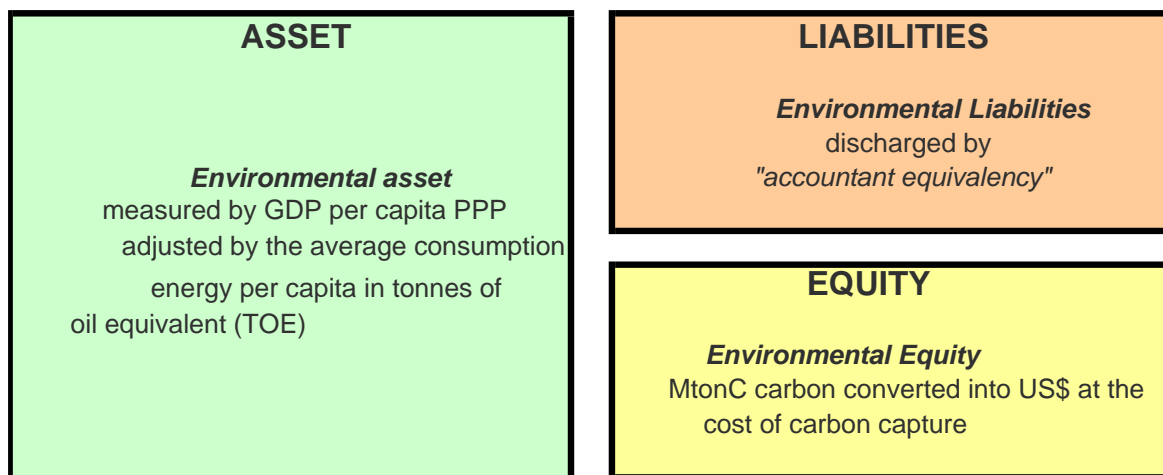 ASSET
Environmental asset
measured by GDP per capita PPP
adjusted by the average consumption
energy per capita in tonnes of
oil equivalent (TOE)
LIABILITIES
Environmental Liabilities
discharged by
"accountant equivalency"
EQUITY
Environmental Equity
MtonC carbon converted into US$ at the
cost of carbon capture